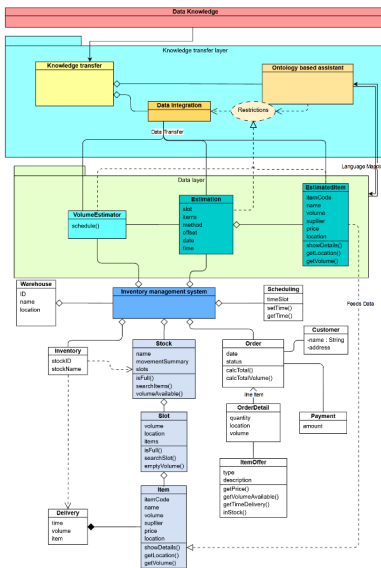 Data Knowledge
Knowledge transfer layer
Knowledge transfer
Ontology based assistant
Data integration
Restrictions
Data Transfer
Language Mapping
Data layer
VolumeEstimator
schedule()
Estimation
slot
items
method
offset
date
time
EstimatedItem
itemCode
name
volume
suplier
price
location
showDetails()
getLocation()
getVolume()
Feeds Data
Warehouse
ID
name
location
Inventory management system
Scheduling
timeSlot
setTime()
getTime()
Inventory
stockID
stockName
Stock
name
movementSummary
slots
isFull()
searchItems()
volumeAvailable()
Order
date
status
calcTotal()
calcTotalVolume()
Customer
-name : String
-address
line item
Slot
volume
location
items
isFull()
searchSlot()
emptyVolume()
OrderDetail
quantity
location
volume
Payment
amount
ItemOffer
type
description
getPrice()
getVolumeAvailable()
getTimeDelivery()
inStock()
Item
itemCode
name
volume
suplier
price
location
showDetails()
getLocation()
getVolume()
Delivery
time
volume
item